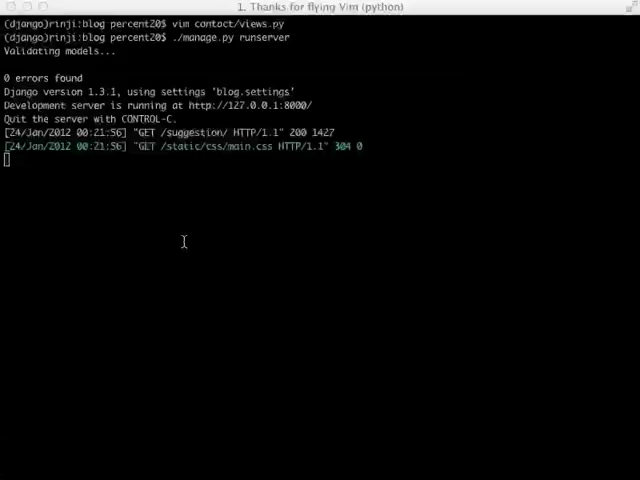 1. Thanks for flying Vim (python)
(django)rinji:blog percent20$ vim contact/views.py
(django)rinji:blog percent20$ ./manage.py runserver
Validating models...
0 errors found
Django version 1.3.1, using settings 'blog.settings'
Development server is running at http://127.0.0.1:8000/
Quit the server with CONTROL-C.
[24/Jan/2012 00:21:56] "GET /suggestion/ HTTP/1.1" 200 1427
[24/Jan/2012 00:21:56] "GET /static/css/main.css HTTP/1.1" 304 0